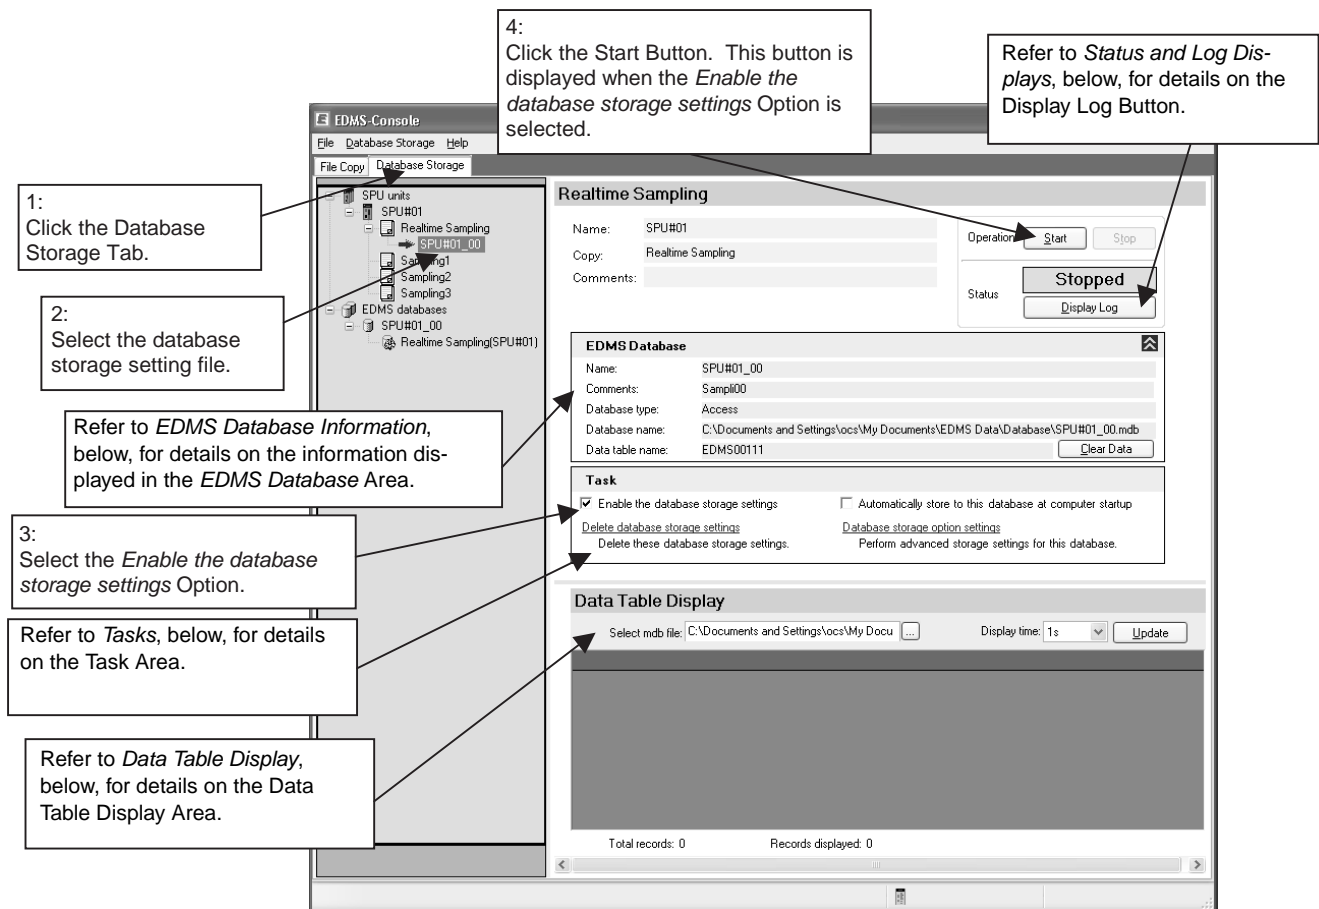 4:
Click the Start Button.  This button is
displayed when the Enable the
database storage settings Option is
selected.
Refer to Status and Log Dis-
plays, below, for details on the
Display Log Button.
EDMS-Console
File Database Storage Help
File Copy Database Storage
1:
Click the Database
Storage Tab.
2:
Select the database
storage setting file.
Refer to EDMS Database Information,
below, for details on the information dis-
played in the EDMS Database Area.
3:
Select the Enable the database
storage settings Option.
Refer to Tasks, below, for details
on the Task Area.
Refer to Data Table Display,
below, for details on the Data
Table Display Area.
SPU units
SPU#01
Realtime Sampling
SPU#01_00
Sampling1
Sampling2
Sampling3
EDMS databases
SPU#01_00
Realtime Sampling(SPU#01)
Realtime Sampling
Name: SPU#01
Copy: Realtime Sampling
Comments:
Operation Start Stop
Status Stopped
Display Log
EDMS Database
Name: SPU#01_00
Comments: Sampli00
Database type: Access
Database name: C:\Documents and Settings\ocs\My Documents\EDMS Data\Database\SPU#01_00.mdb
Data table name: EDMS00111 Clear Data
Task
Enable the database storage settings Automatically store to this database at computer startup
Delete database storage settings Database storage option settings
Delete these database storage settings. Perform advanced storage settings for this database.
Data Table Display
Select mdb file: C:\Documents and Settings\ocs\My Docu ... Display time: 1s Update
Total records: 0 Records displayed: 0